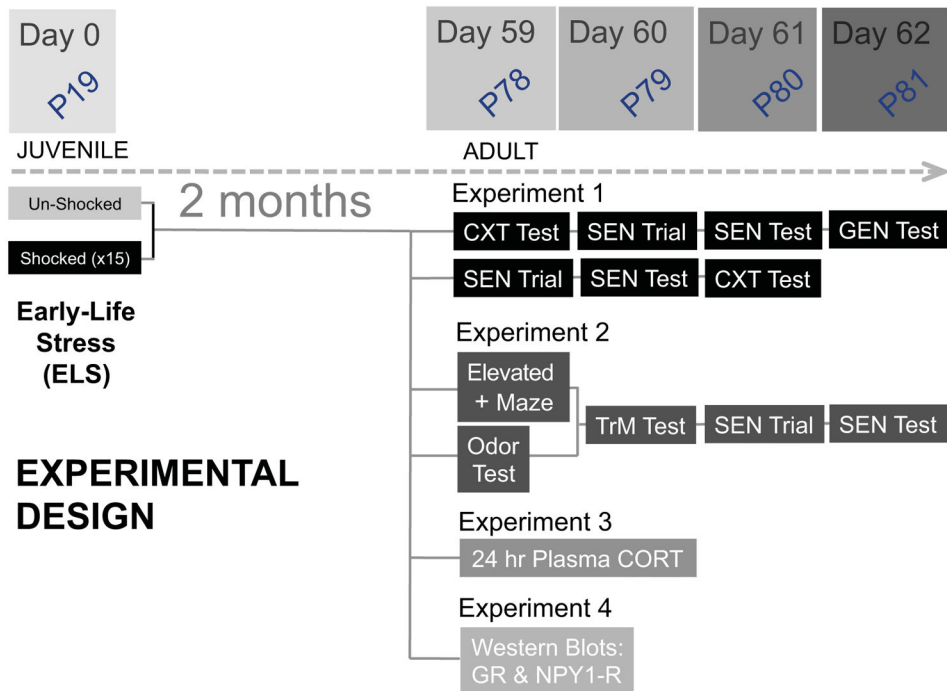 Day 0
P19
Day 59
P78
Day 60
P79
Day 61
P80
Day 62
P81
JUVENILE
ADULT
Un-Shocked
Shocked (x15)
2 months
Early-Life
Stress
(ELS)
EXPERIMENTAL
DESIGN
Experiment 1
CXT Test
SEN Trial
SEN Test
GEN Test
SEN Trial
SEN Test
CXT Test
Experiment 2
Elevated
+ Maze
Odor
Test
TrM Test
SEN Trial
SEN Test
Experiment 3
24 hr Plasma CORT
Experiment 4
Western Blots:
GR & NPY1-R